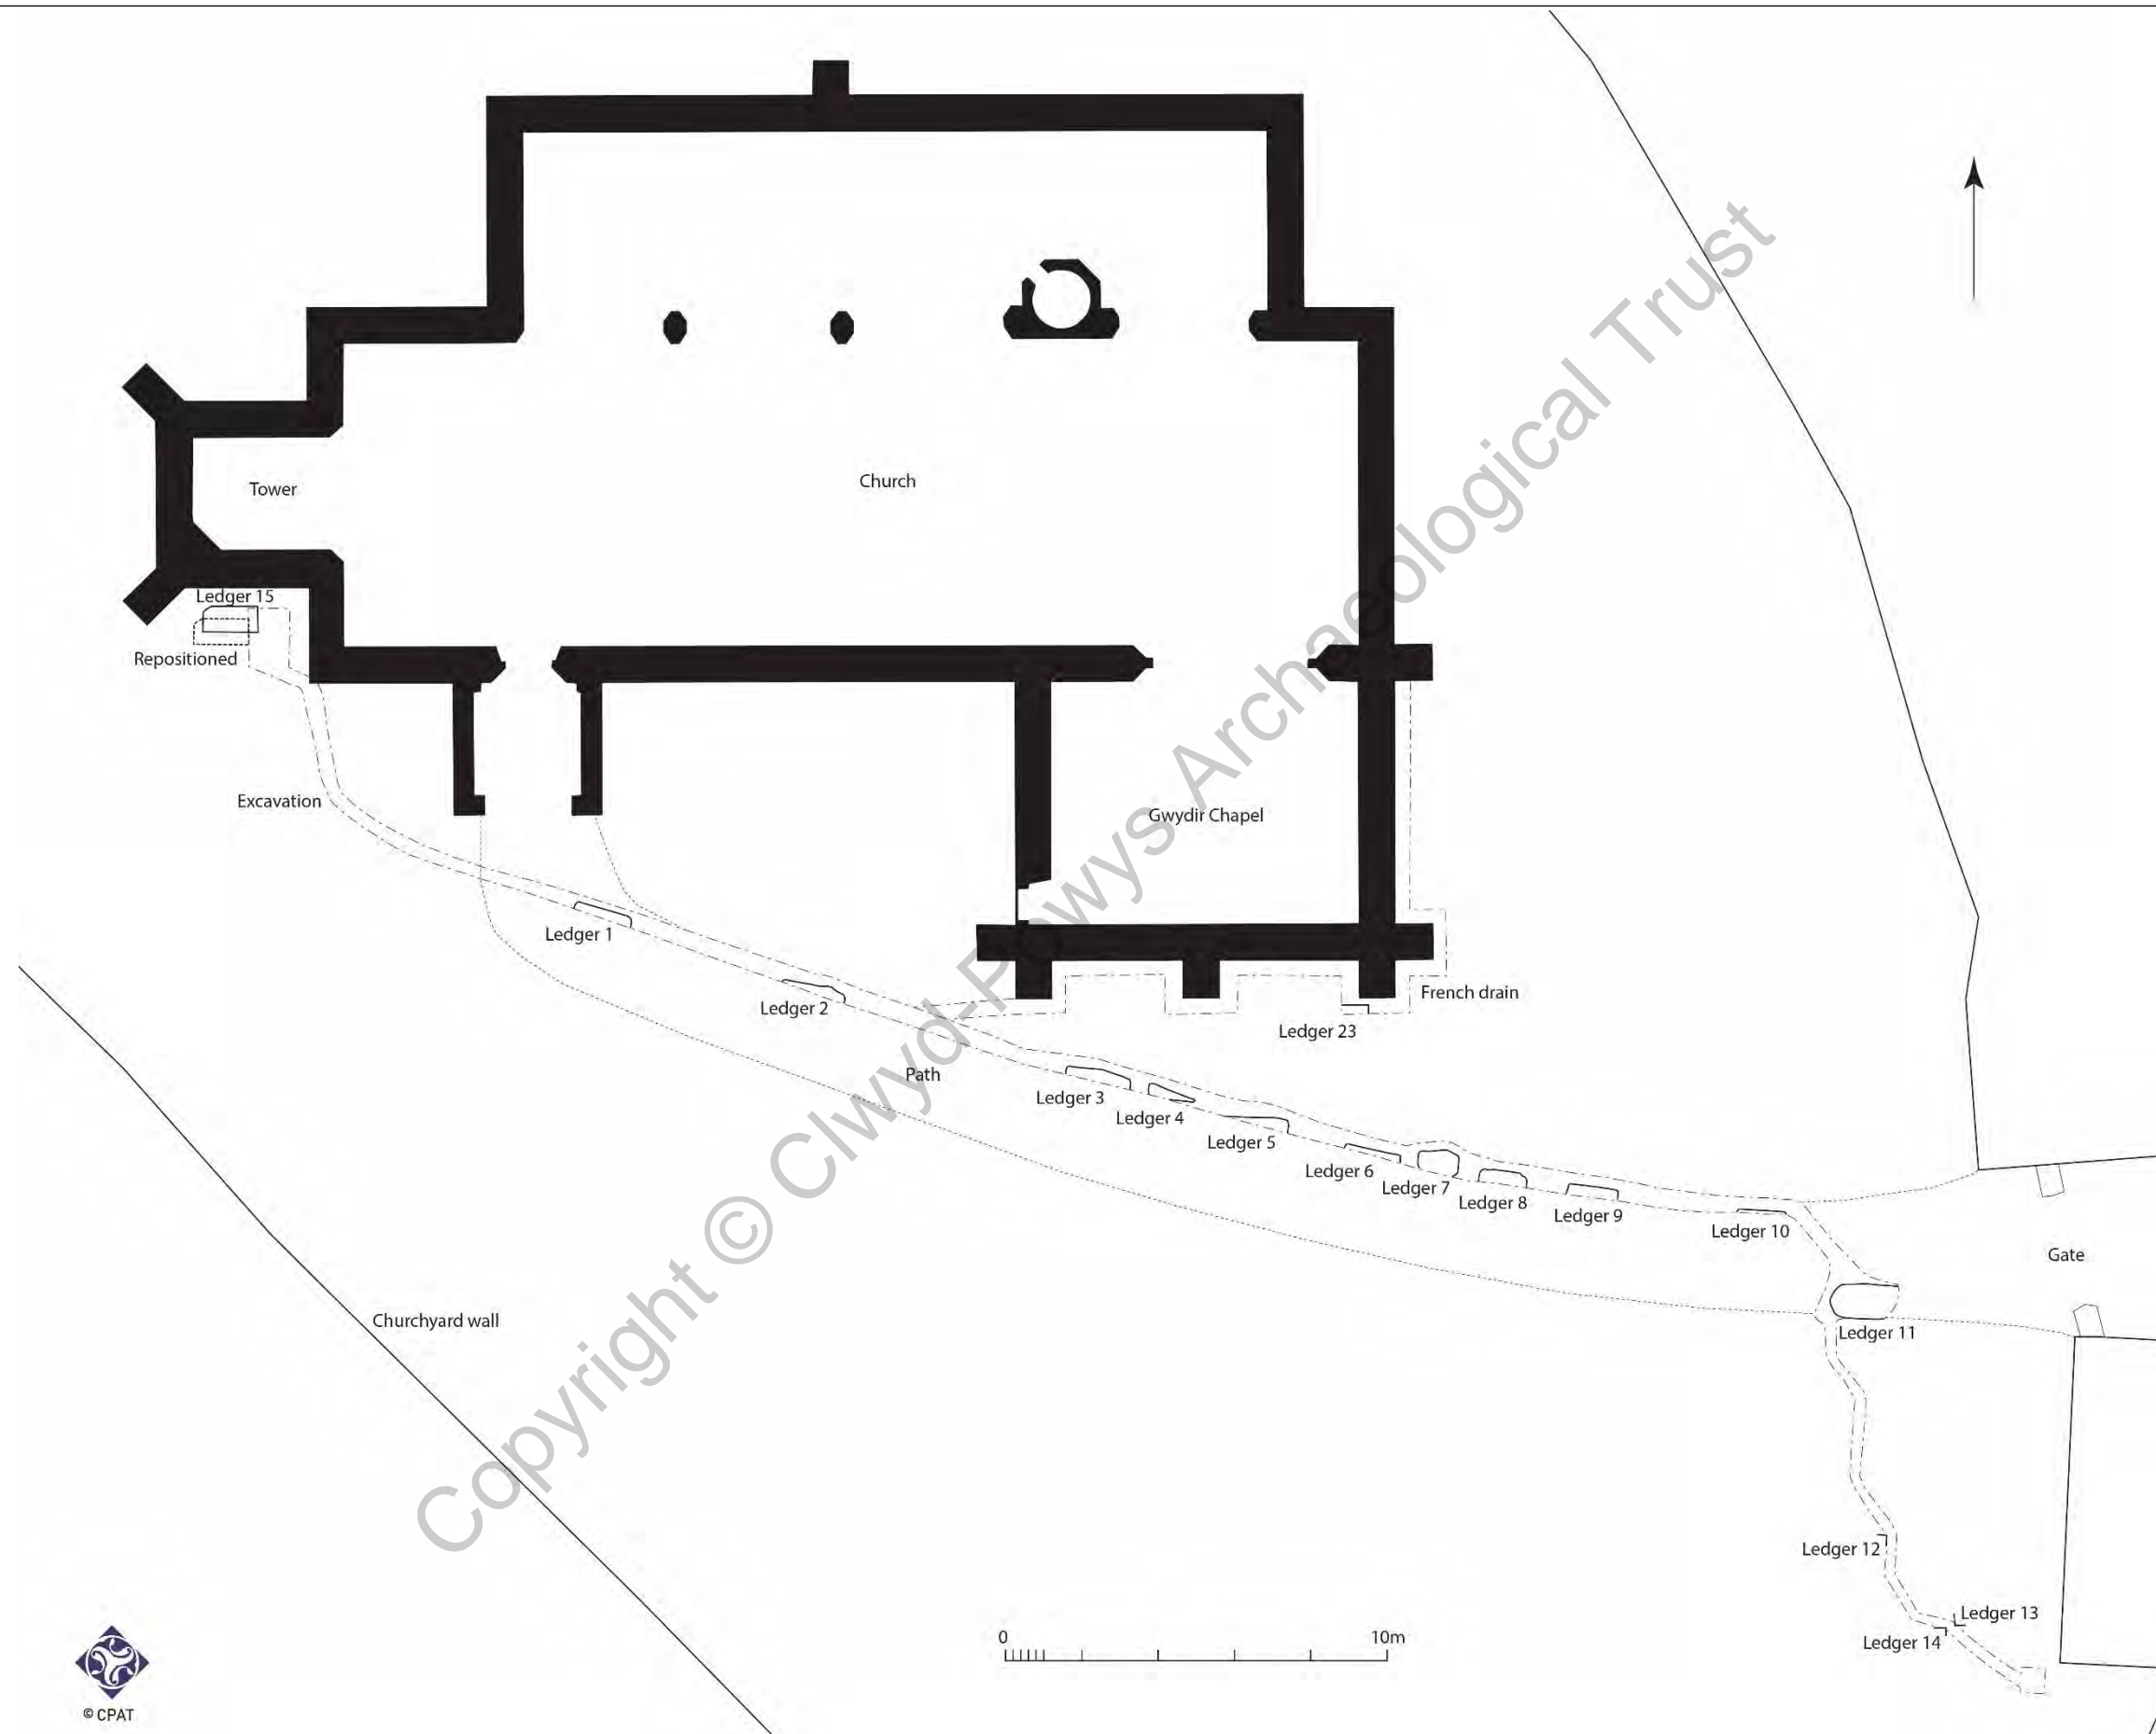 Tower
Church
Ledger 15
Repositioned
Excavation
Gwydir Chapel
Ledger 1
French drain
Ledger 2
Ledger 23
Path
Ledger 3
Ledger 4
Ledger 5
Ledger 6
Ledger 7
Ledger 8
Ledger 9
Ledger 10
Gate
Churchyard wall
Ledger 11
Ledger 12
Ledger 13
Ledger 14
0 10m
© CPAT
Copyright © Clwyd-Powys Archaeological Trust